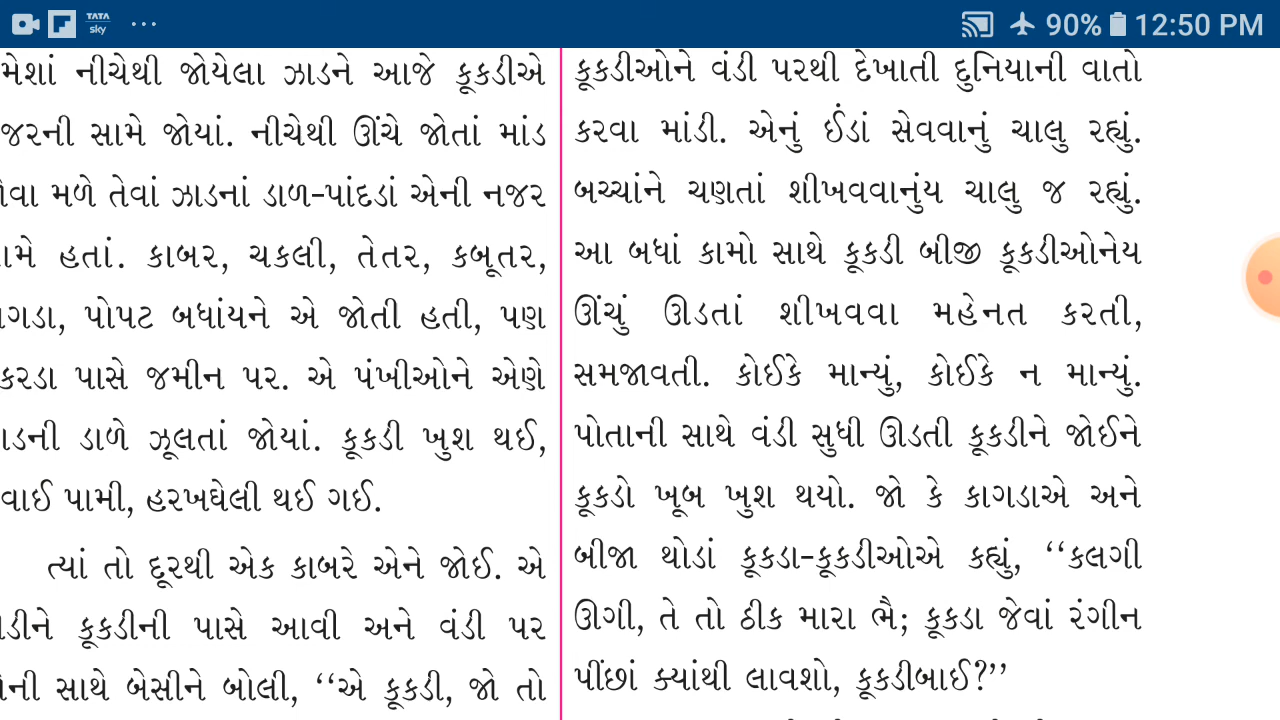 TATA sky
90% 12:50 PM
મેશાં નીચેથી જોયેલા ઝાડને આજે કૂકડીએ
જરની સામે જોયાં. નીચેથી ઊંચે જોતાં માંડ
વા મળે તેવાં ઝાડનાં ડાળ-પાંદડાં એની નજર
ામે હતાં. કાબર, ચકલી, તેતર, કબૂતર,
ગડા, પોપટ બધાંયને એ જોતી હતી, પણ
કરડા પાસે જમીન પર. એ પંખીઓને એણે
ાડની ડાળે ઝૂલતાં જોયાં. કૂકડી ખુશ થઈ,
વાઈ પામી, હરખઘેલી થઈ ગઈ.
ત્યાં તો દૂરથી એક કાબરે એને જોઈ. એ
ડીને કૂકડીની પાસે આવી અને વંડી પર
ની સાથે બેસીને બોલી, ‘‘એ કૂકડી, જો તો
કૂકડીઓને વંડી પરથી દેખાતી દુનિયાની વાતો
કરવા માંડી. એનું ઈંડાં સેવવાનું ચાલુ રહ્યું.
બચ્ચાંને ચણતાં શીખવવાનુંય ચાલુ જ રહ્યું.
આ બધાં કામો સાથે કૂકડી બીજી કૂકડીઓનેય
ઊંચું ઊડતાં શીખવવા મહેનત કરતી,
સમજાવતી. કોઈકે માન્યું, કોઈકે ન માન્યું.
પોતાની સાથે વંડી સુધી ઊડતી કૂકડીને જોઈને
કૂકડો ખૂબ ખુશ થયો. જો કે કાગડાએ અને
બીજા થોડાં કૂકડા-કૂકડીઓએ કહ્યું, ‘‘કલગી
ઊગી, તે તો ઠીક મારા ભૈ; કૂકડા જેવાં રંગીન
પીંછાં ક્યાંથી લાવશો, કૂકડીબાઈ?’’